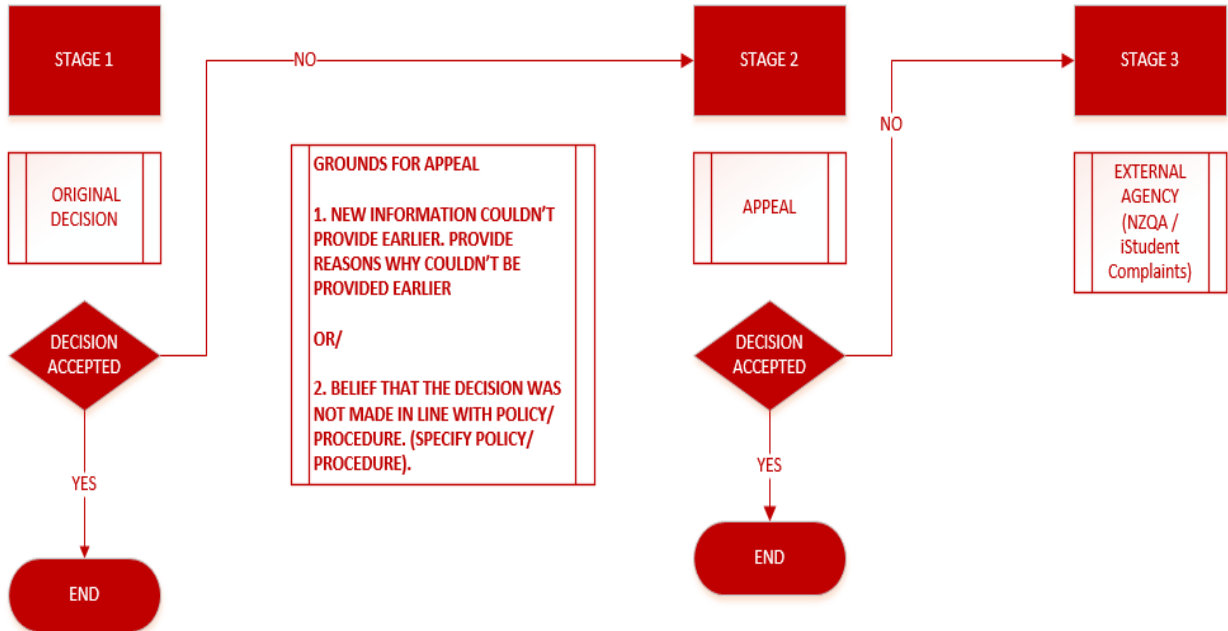 STAGE 1
NO
STAGE 2
NO
STAGE 3
ORIGINAL
DECISION
GROUNDS FOR APPEAL
1. NEW INFORMATION COULDN'T
PROVIDE EARLIER. PROVIDE
REASONS WHY COULDN'T BE
PROVIDED EARLIER
OR/
2. BELIEF THAT THE DECISION WAS
NOT MADE IN LINE WITH POLICY/
PROCEDURE. (SPECIFY POLICY/
PROCEDURE).
APPEAL
EXTERNAL
AGENCY
(NZQA /
iStudent
Complaints)
DECISION
ACCEPTED
YES
END
DECISION
ACCEPTED
YES
END